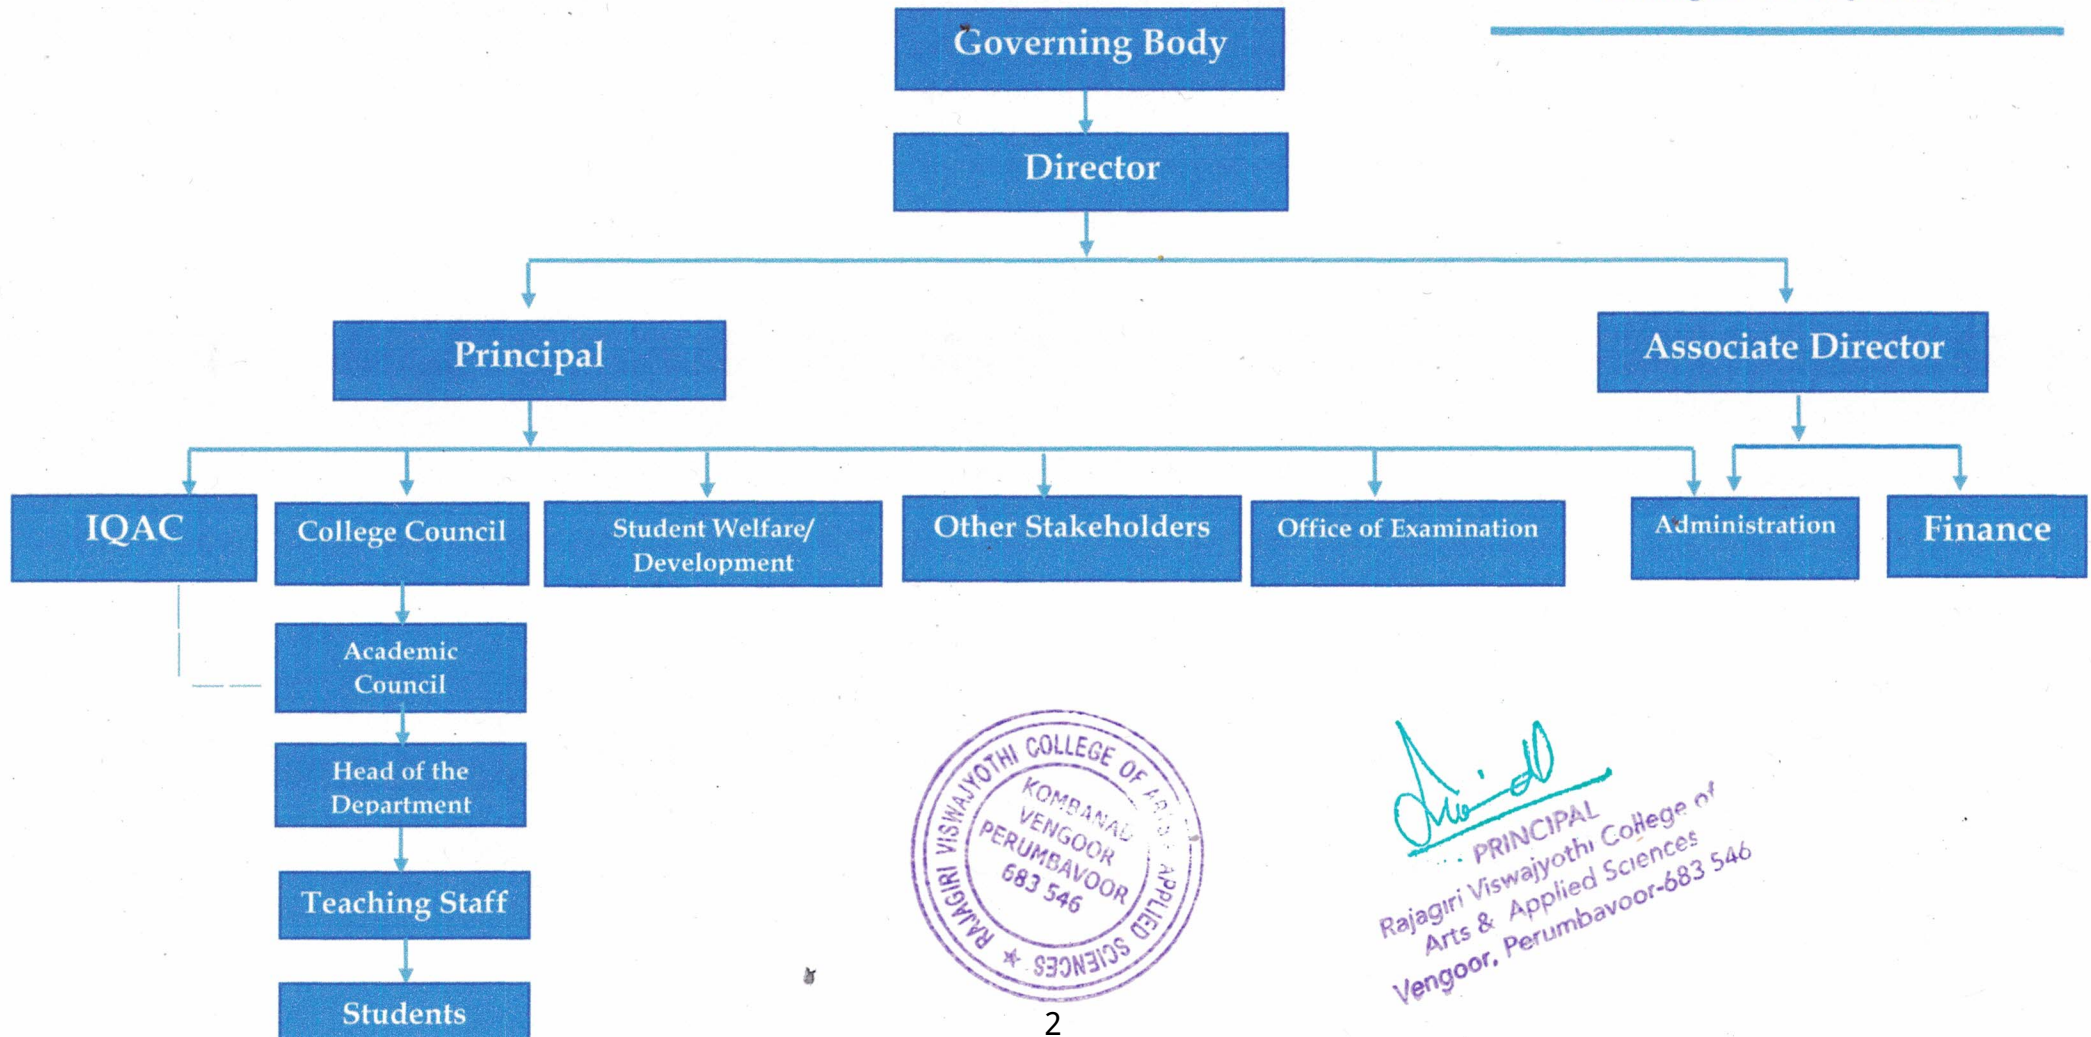 Governing Body
Director
Principal
Associate Director
IQAC
College Council
Student Welfare/
Development
Other Stakeholders
Office of Examination
Administration
Finance
Academic
Council
Head of the
Department
Teaching Staff
Students
RAJAGIRI VISWAJYOTHI COLLEGE OF ARTS & APPLIED SCIENCES
KOMBANAD
VENGOOR
PERUMBAVOOR
683 546
PRINCIPAL
Rajagiri Viswajyothi College of
Arts & Applied Sciences
Vengoor, Perumbavoor-683 546
2